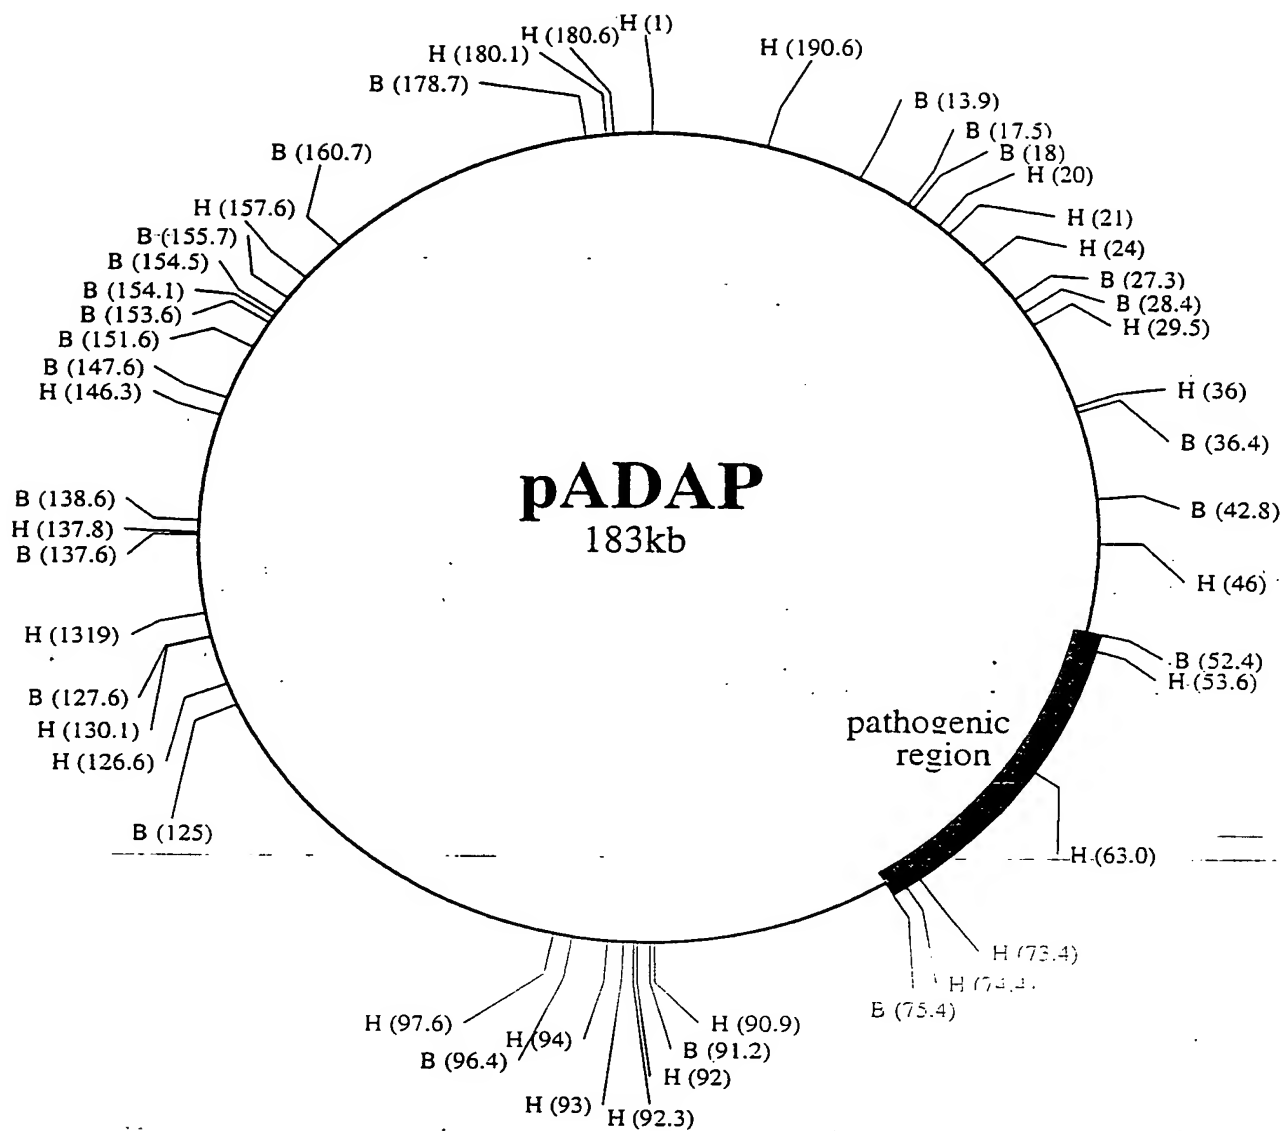 H (1)
H (190.6)
B (13.9)
B (17.5)
B (18)
H (20)
H (21)
H (24)
B (27.3)
B (28.4)
H (29.5)
H (36)
B (36.4)
B (42.8)
H (46)
B (52.4)
H (53.6)
H (63.0)
H (73.4)
H (74.4)
B (75.4)
H (90.9)
B (91.2)
H (92)
H (92.3)
H (93)
H (94)
B (96.4)
H (97.6)
B (125)
H (126.6)
H (130.1)
B (127.6)
H (1319)
B (137.6)
H (137.8)
B (138.6)
H (146.3)
B (147.6)
B (151.6)
B (153.6)
B (154.1)
B (154.5)
B (155.7)
H (157.6)
B (160.7)
B (178.7)
H (180.1)
H (180.6)
pADAP
183kb
pathogenic
region